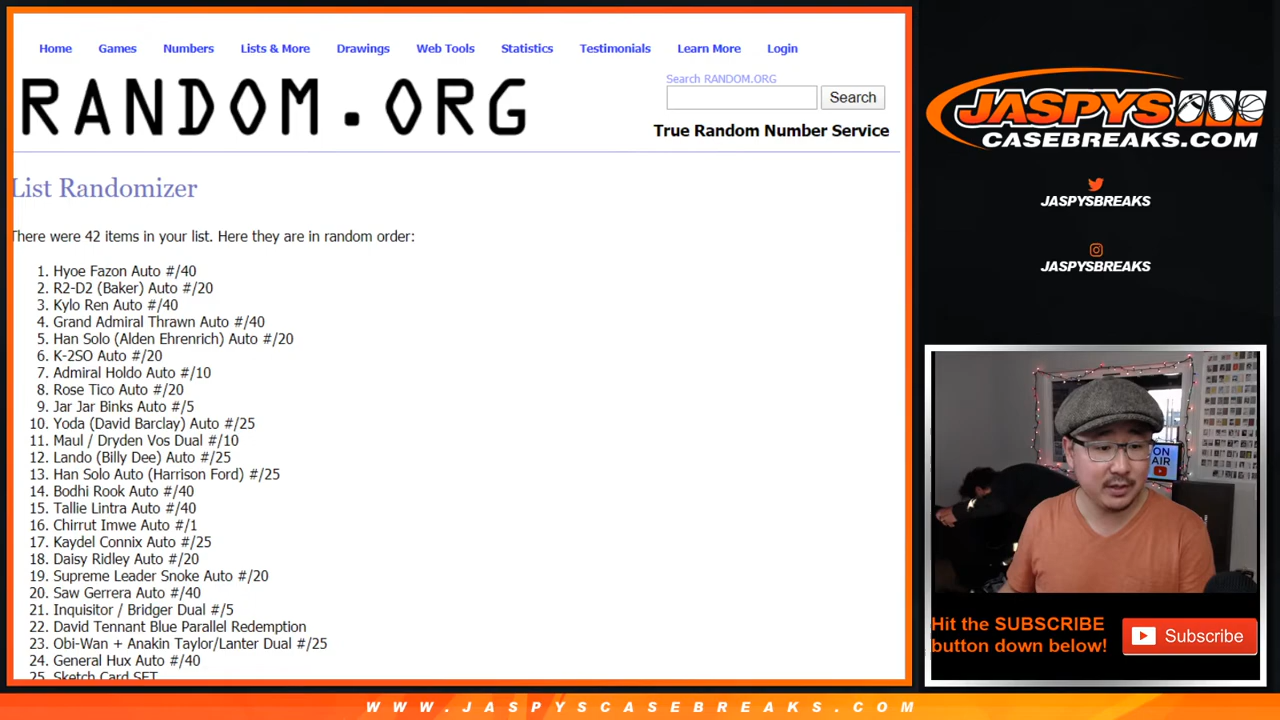 Home Games Numbers Lists & More Drawings Web Tools Statistics Testimonials Learn More Login
RANDOM.ORG
Search RANDOM.ORG
Search
True Random Number Service
List Randomizer
There were 42 items in your list. Here they are in random order:
1. Hyoe Fazon Auto #/40
2. R2-D2 (Baker) Auto #/20
3. Kylo Ren Auto #/40
4. Grand Admiral Thrawn Auto #/40
5. Han Solo (Alden Ehrenrich) Auto #/20
6. K-2SO Auto #/20
7. Admiral Holdo Auto #/10
8. Rose Tico Auto #/20
9. Jar Jar Binks Auto #/5
10. Yoda (David Barclay) Auto #/25
11. Maul / Dryden Vos Dual #/10
12. Lando (Billy Dee) Auto #/25
13. Han Solo Auto (Harrison Ford) #/25
14. Bodhi Rook Auto #/40
15. Tallie Lintra Auto #/40
16. Chirrut Imwe Auto #/1
17. Kaydel Connix Auto #/25
18. Daisy Ridley Auto #/20
19. Supreme Leader Snoke Auto #/20
20. Saw Gerrera Auto #/40
21. Inquisitor / Bridger Dual #/5
22. David Tennant Blue Parallel Redemption
23. Obi-Wan + Anakin Taylor/Lanter Dual #/25
24. General Hux Auto #/40
25. Sketch Card SET
JASPYS
CASEBREAKS.COM
JASPYSBREAKS
JASPYSBREAKS
ON
AIR
Hit the SUBSCRIBE
button down below!
Subscribe
WWW.JASPYSCASEBREAKS.COM